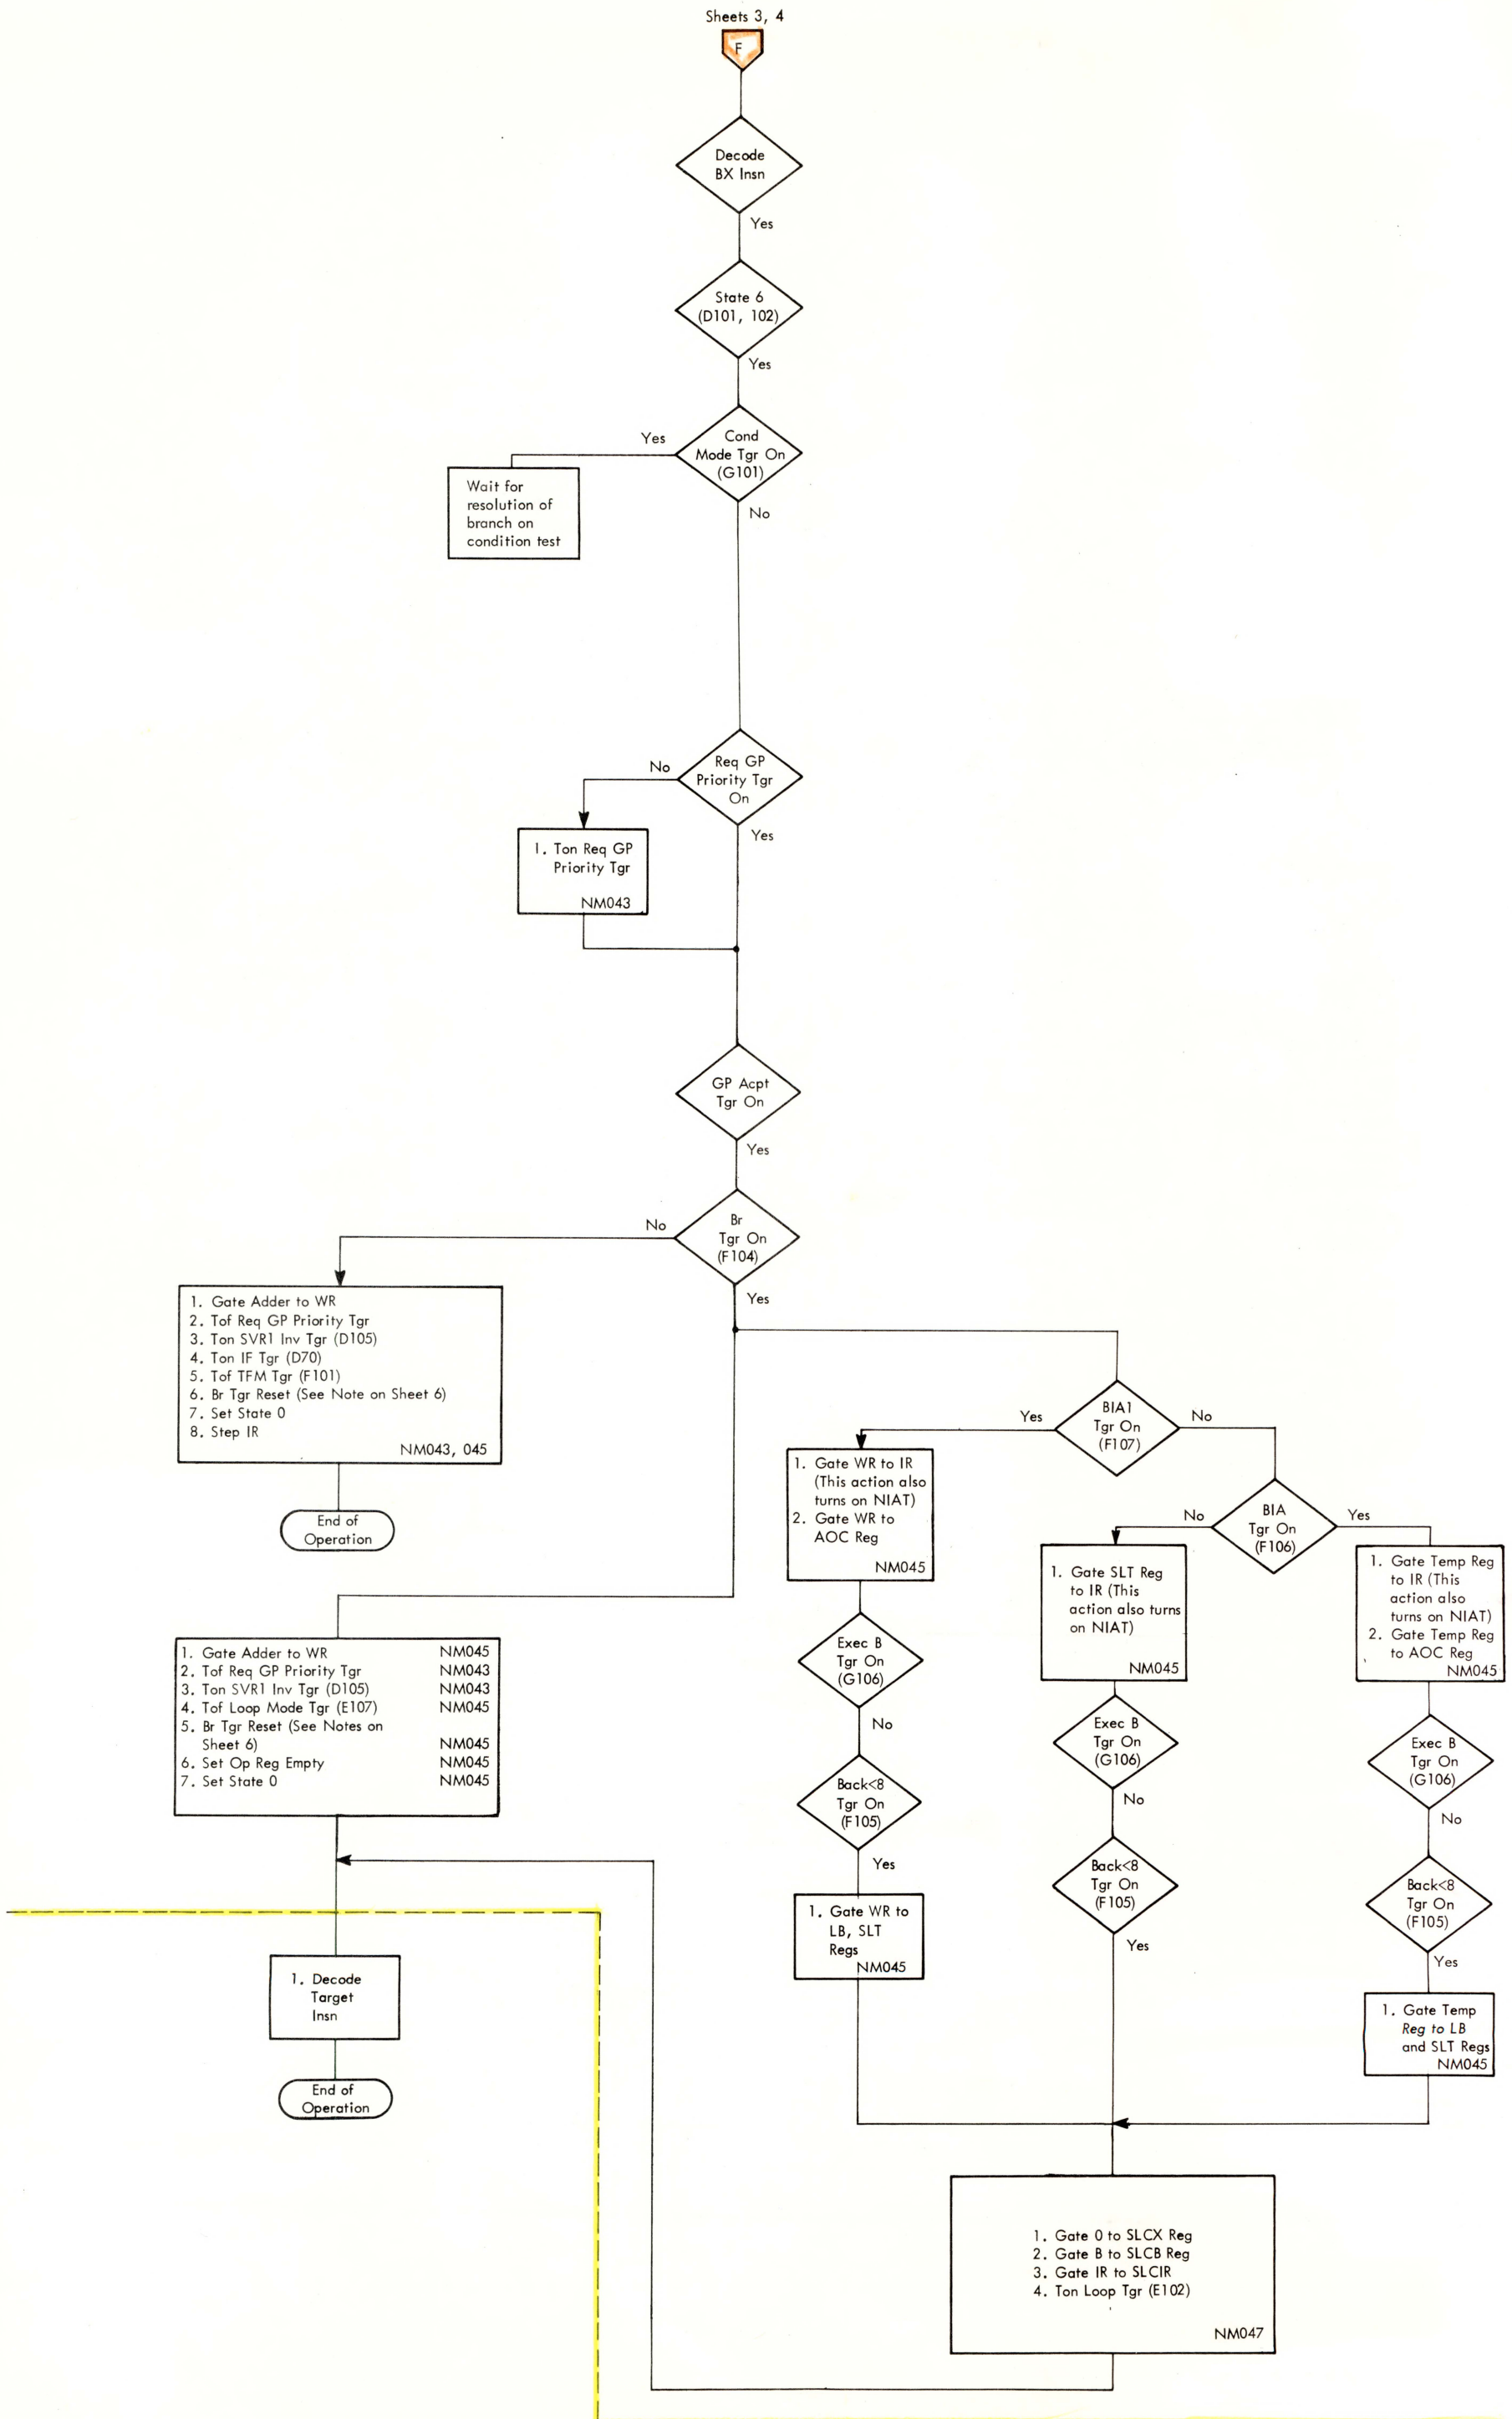 Sheets 3, 4
F
Decode
BX Insn
Yes
State 6
(D101, 102)
Yes
Cond
Mode Tgr On
(G101)
Yes
No
Wait for
resolution of
branch on
condition test
Req GP
Priority Tgr
On
No
Yes
1. Ton Req GP
Priority Tgr
NM043
GP Acpt
Tgr On
Yes
Br
Tgr On
(F104)
No
Yes
1. Gate Adder to WR
2. Tof Req GP Priority Tgr
3. Ton SVR1 Inv Tgr (D105)
4. Ton IF Tgr (D70)
5. Tof TFM Tgr (F101)
6. Br Tgr Reset (See Note on Sheet 6)
7. Set State 0
8. Step IR
NM043, 045
End of
Operation
BIA1
Tgr On
(F107)
Yes
No
1. Gate WR to IR
(This action also
turns on NIAT)
2. Gate WR to
AOC Reg
NM045
BIA
Tgr On
(F106)
No
Yes
1. Gate SLT Reg
to IR (This
action also turns
on NIAT)
NM045
1. Gate Temp Reg
to IR (This
action also
turns on NIAT)
2. Gate Temp Reg
to AOC Reg
NM045
Exec B
Tgr On
(G106)
No
Back<8
Tgr On
(F105)
Yes
1. Gate WR to
LB, SLT
Regs
NM045
Exec B
Tgr On
(G106)
No
Back<8
Tgr On
(F105)
Yes
Exec B
Tgr On
(G106)
No
Back<8
Tgr On
(F105)
Yes
1. Gate Temp
Reg to LB
and SLT Regs
NM045
1. Gate Adder to WR NM045
2. Tof Req GP Priority Tgr NM043
3. Ton SVR1 Inv Tgr (D105) NM043
4. Tof Loop Mode Tgr (E107) NM045
5. Br Tgr Reset (See Notes on
Sheet 6) NM045
6. Set Op Reg Empty NM045
7. Set State 0 NM045
1. Decode
Target
Insn
End of
Operation
1. Gate 0 to SLCX Reg
2. Gate B to SLCB Reg
3. Gate IR to SLCIR
4. Ton Loop Tgr (E102)
NM047